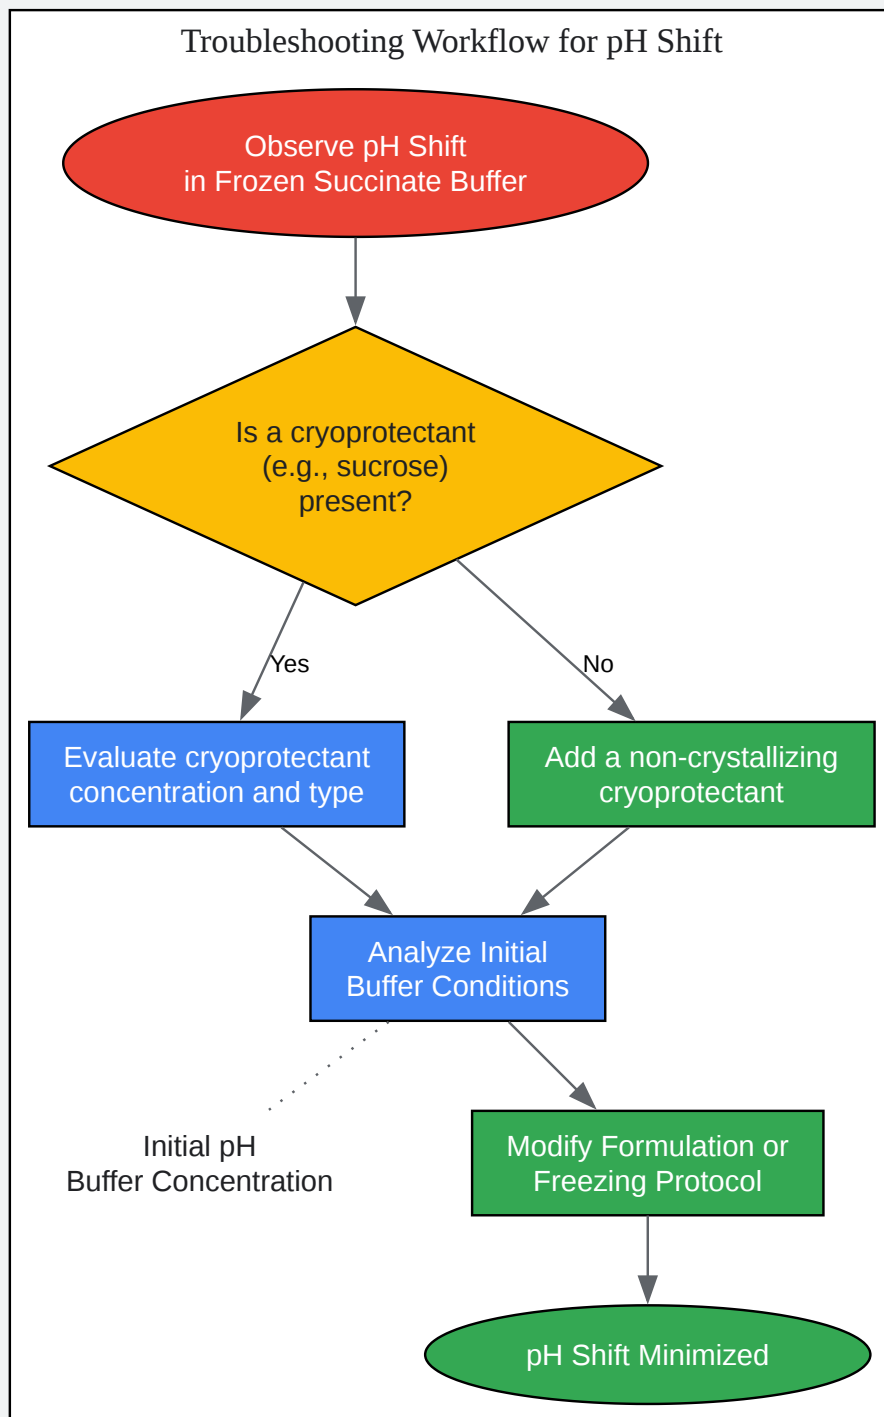 Troubleshooting Workflow for pH Shift
Observe pH Shift
in Frozen Succinate Buffer
Is a cryoprotectant
(e.g., sucrose)
present?
Yes
No
Evaluate cryoprotectant
concentration and type
Add a non-crystallizing
cryoprotectant
Analyze Initial
Buffer Conditions
Initial pH
Buffer Concentration
Modify Formulation or
Freezing Protocol
pH Shift Minimized